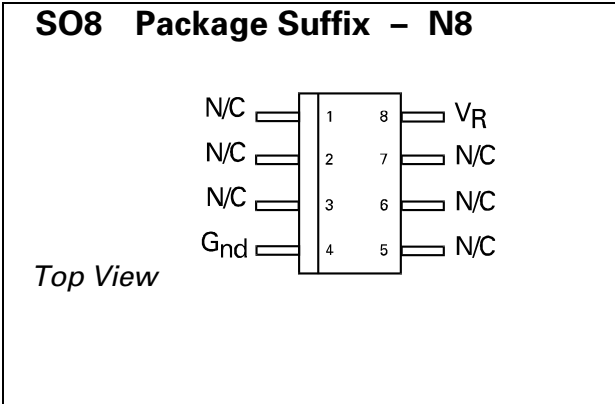 SO8 Package Suffix – N8
N/C 1 8 VR
N/C 2 7 N/C
N/C 3 6 N/C
Gnd 4 5 N/C
Top View